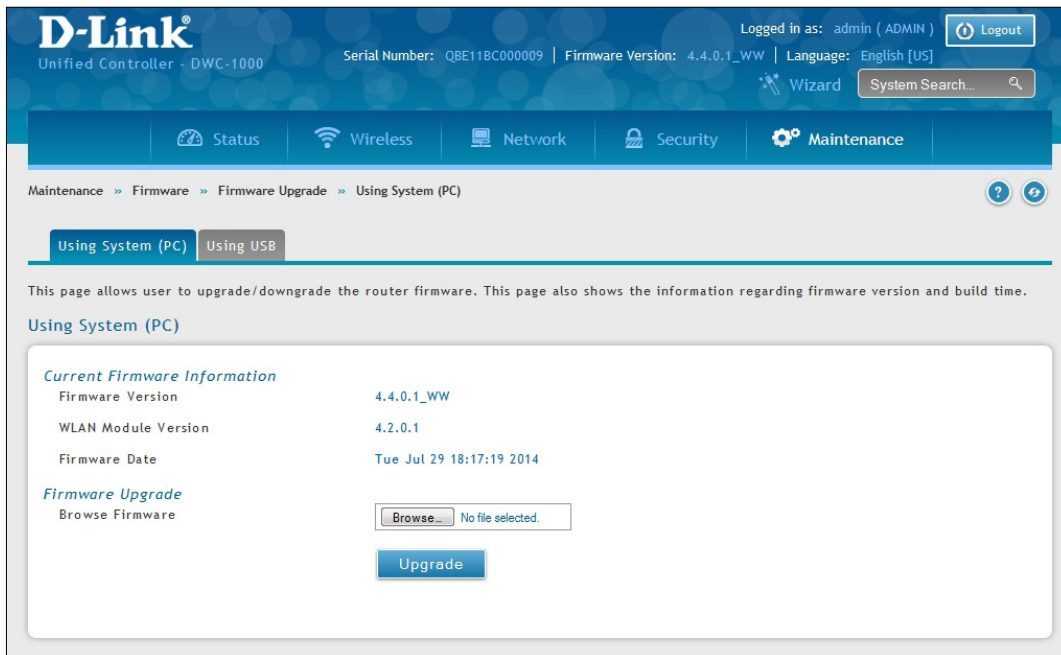 D-Link®
Unified Controller - DWC-1000
Logged in as: admin ( ADMIN )
Logout
Serial Number: QBE11BC000009 | Firmware Version: 4.4.0.1_WW | Language: English [US]
Wizard
System Search...
Status
Wireless
Network
Security
Maintenance
Maintenance » Firmware » Firmware Upgrade » Using System (PC)
?
Using System (PC)
Using USB
This page allows user to upgrade/downgrade the router firmware. This page also shows the information regarding firmware version and build time.
Using System (PC)
Current Firmware Information
Firmware Version 4.4.0.1_WW
WLAN Module Version 4.2.0.1
Firmware Date Tue Jul 29 18:17:19 2014
Firmware Upgrade
Browse Firmware Browse... No file selected.
Upgrade